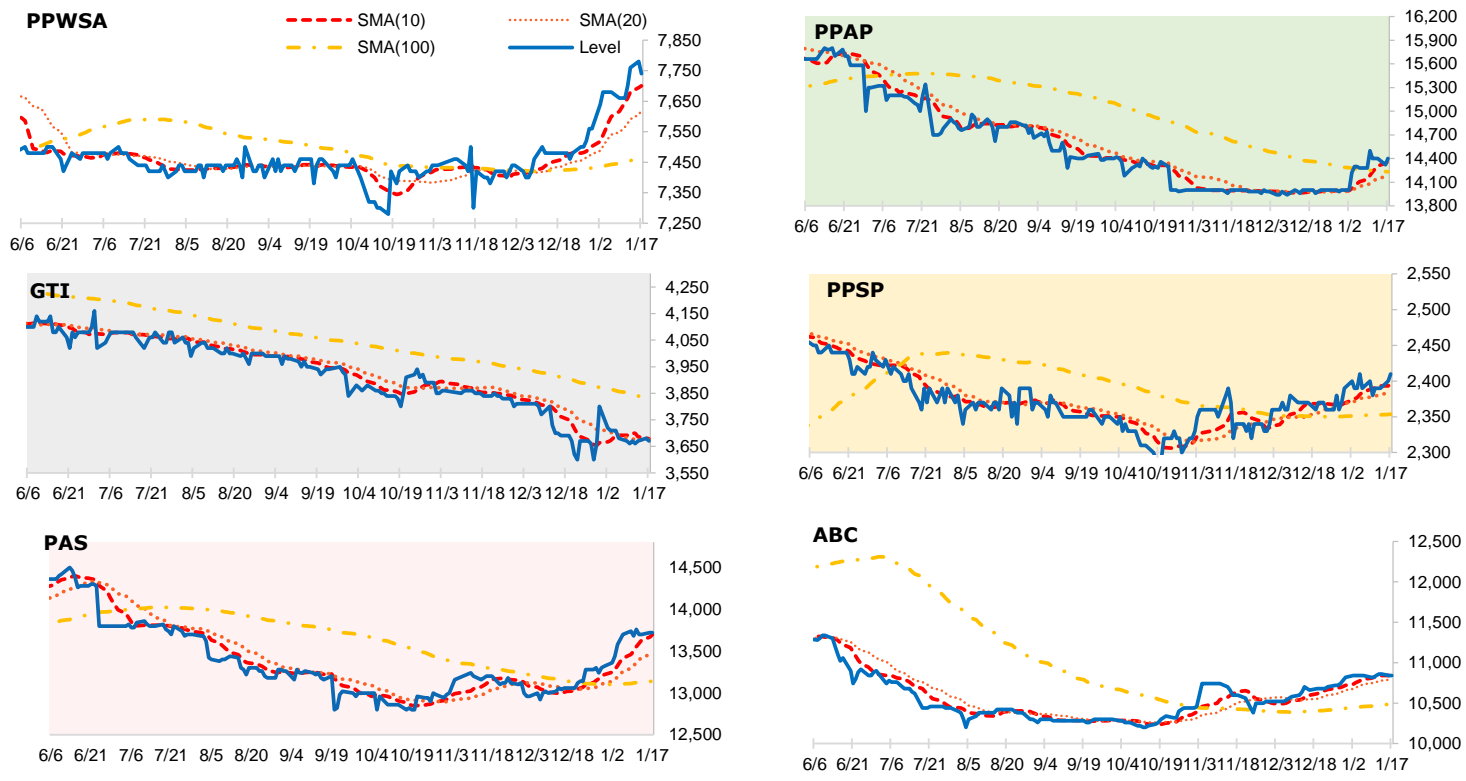 PPWSA
SMA(10)
SMA(20)
SMA(100)
Level
7,850
7,750
7,650
7,550
7,450
7,350
7,250
6/6 6/21 7/6 7/21 8/5 8/20 9/4 9/19 10/4 10/19 11/3 11/18 12/3 12/18 1/2 1/17
PPAP
16,200
15,900
15,600
15,300
15,000
14,700
14,400
14,100
13,800
6/6 6/21 7/6 7/21 8/5 8/20 9/4 9/19 10/4 10/19 11/3 11/18 12/3 12/18 1/2 1/17
GTI
4,250
4,150
4,050
3,950
3,850
3,750
3,650
3,550
6/6 6/21 7/6 7/21 8/5 8/20 9/4 9/19 10/4 10/19 11/3 11/18 12/3 12/18 1/2 1/17
PPSP
2,550
2,500
2,450
2,400
2,350
2,300
6/6 6/21 7/6 7/21 8/5 8/20 9/4 9/19 10/4 10/19 11/3 11/18 12/3 12/18 1/2 1/17
PAS
14,500
14,000
13,500
13,000
12,500
6/6 6/21 7/6 7/21 8/5 8/20 9/4 9/19 10/4 10/19 11/3 11/18 12/3 12/18 1/2 1/17
ABC
12,500
12,000
11,500
11,000
10,500
10,000
6/6 6/21 7/6 7/21 8/5 8/20 9/4 9/19 10/4 10/19 11/3 11/18 12/3 12/18 1/2 1/17